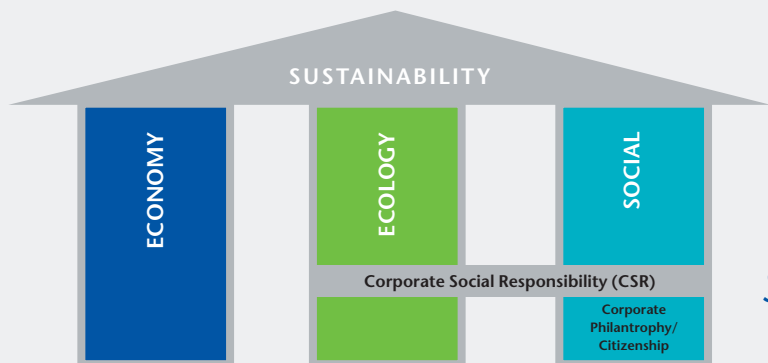 SUSTAINABILITY
ECONOMY
ECOLOGY
SOCIAL
Corporate Social Responsibility (CSR)
Corporate
Philantrophy/
Citizenship